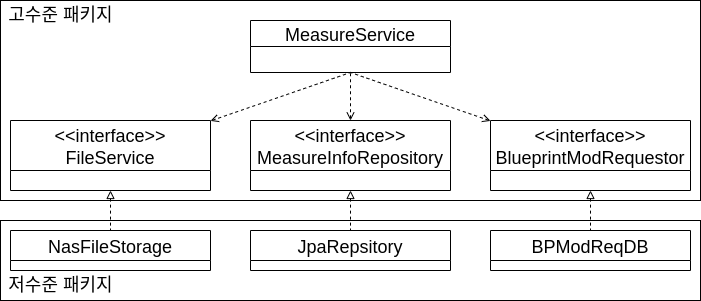 고수준 패키지
MeasureService
<<interface>>
FileService
<<interface>>
MeasureInfoRepository
<<interface>>
BlueprintModRequestor
NasFileStorage
JpaRepsitory
BPModReqDB
저수준 패키지